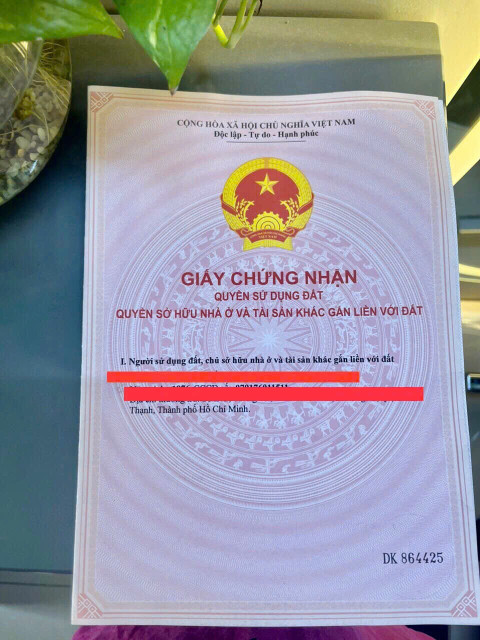 CỘNG HÒA XÃ HỘI CHỦ NGHĨA VIỆT NAM
Độc lập - Tự do - Hạnh phúc
GIẤY CHỨNG NHẬN
QUYỀN SỬ DỤNG ĐẤT
QUYỀN SỞ HỮU NHÀ Ở VÀ TÀI SẢN KHÁC GẮN LIỀN VỚI ĐẤT
I. Người sử dụng đất, chủ sở hữu nhà ở và tài sản khác gắn liền với đất
Thạnh, Thành phố Hồ Chí Minh.
DK 864425